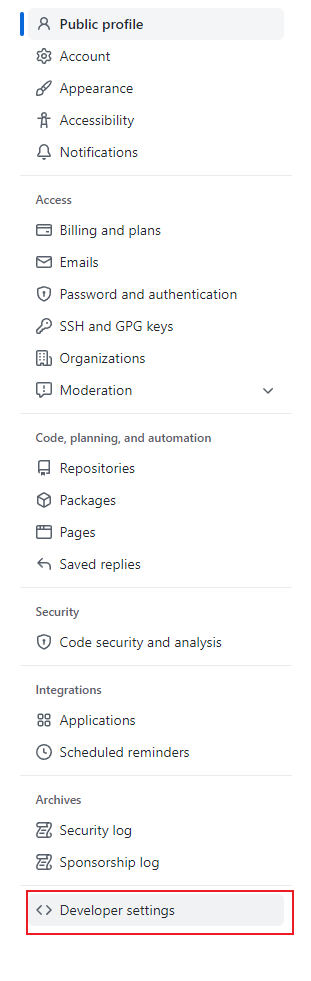 Public profile
Account
Appearance
Accessibility
Notifications
Access
Billing and plans
Emails
Password and authentication
SSH and GPG keys
Organizations
Moderation
Code, planning, and automation
Repositories
Packages
Pages
Saved replies
Security
Code security and analysis
Integrations
Applications
Scheduled reminders
Archives
Security log
Sponsorship log
Developer settings